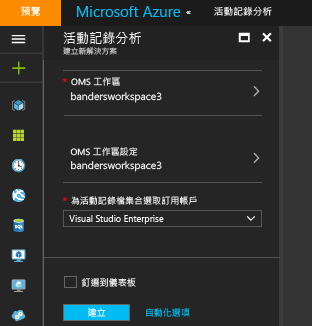 預覽 Microsoft Azure 活動記錄分析
活動記錄分析
建立新解決方案
* OMS 工作區
bandersworkspace3
OMS 工作區設定
bandersworkspace3
* 為活動記錄檔集合選取訂用帳戶
Visual Studio Enterprise
釘選到儀表板
建立 自動化選項